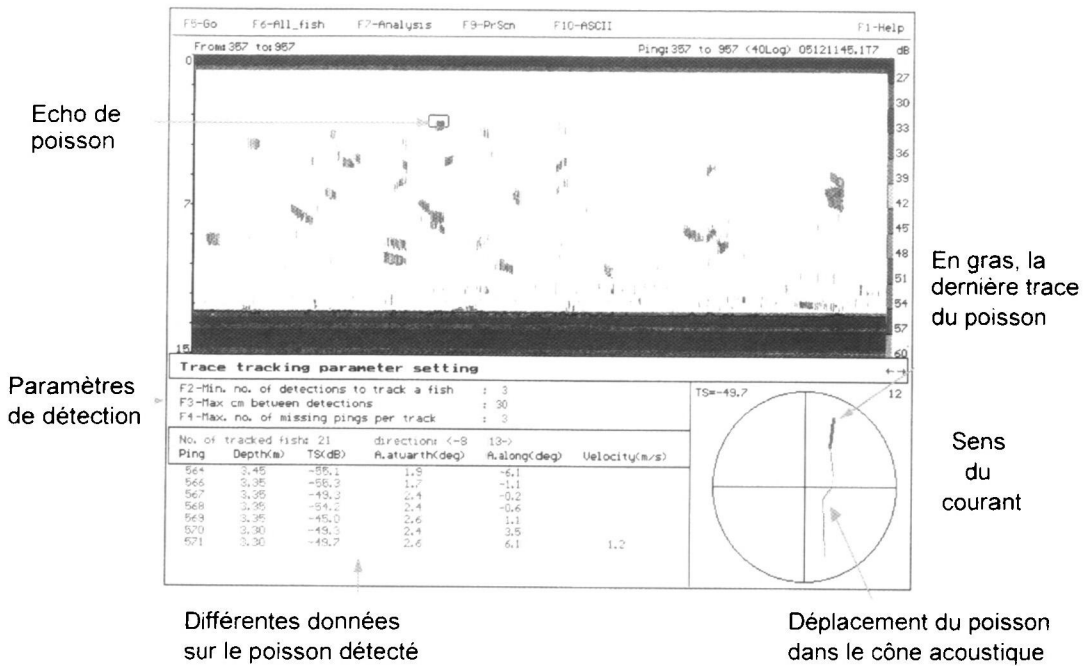 F5-Go F6-All_fish F7-Analysis F9-PrScn F10-ASCII F1-Help
From: 357 to: 957 Ping: 357 to 957 (40Log) 05121145.1T7 dB
0
7
15
27
30
33
36
39
42
45
48
51
54
57
60
Echo de
poisson
En gras, la
dernière trace
du poisson
Trace tracking parameter setting
Paramètres
de détection
F2-Min. no. of detections to track a fish : 3
F3-Max cm between detections : 30
F4-Max. no. of missing pings per track : 3
No. of tracked fish: 21 direction: <-8 13->
Ping Depth(m) TS(dB) A.atuarth(deg) A.along(deg) Velocity(m/s)
564 3.45 -55.1 1.9 -6.1
566 3.35 -55.3 1.7 -1.1
567 3.35 -49.3 2.4 -0.2
568 3.35 -54.2 2.4 -0.6
569 3.35 -45.0 2.6 1.1
570 3.30 -49.3 2.4 3.5
571 3.30 -49.7 2.6 6.1 1.2
TS=-49.7 12
Sens
du
courant
Différentes données
sur le poisson détecté
Déplacement du poisson
dans le cône acoustique